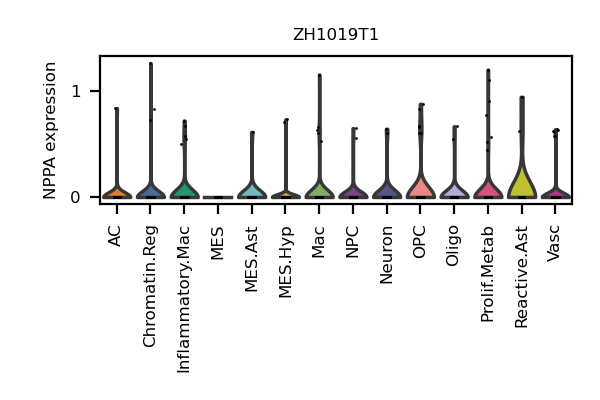 ZH1019T1
NPPA expression
1
0
AC
Chromatin.Reg
Inflammatory.Mac
MES
MES.Ast
MES.Hyp
Mac
NPC
Neuron
OPC
Oligo
Prolif.Metab
Reactive.Ast
Vasc